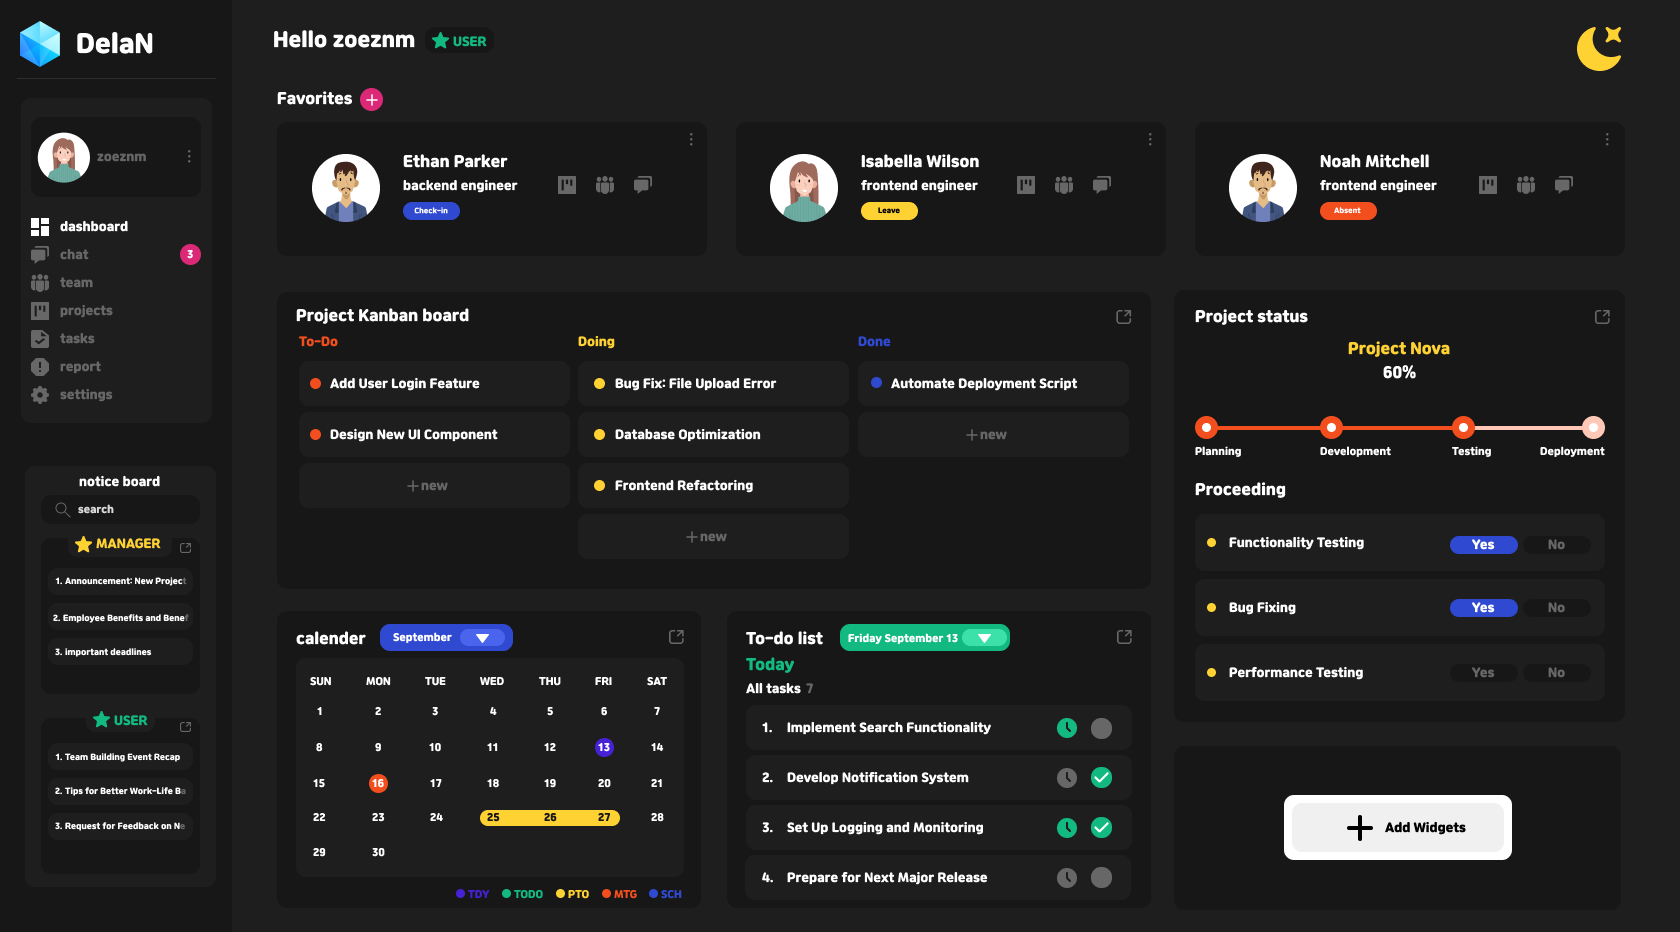 DelaN
zoeznm
dashboard
chat 3
team
projects
tasks
report
settings
notice board
search
MANAGER
1. Announcement: New Project
2. Employee Benefits and Benef
3. important deadlines
USER
1. Team Building Event Recap
2. Tips for Better Work-Life Ba
3. Request for Feedback on Ne
Hello zoeznm USER
Favorites
Ethan Parker
backend engineer
Check-in
Isabella Wilson
frontend engineer
Leave
Noah Mitchell
frontend engineer
Absent
Project Kanban board
To-Do
Add User Login Feature
Design New UI Component
+new
Doing
Bug Fix: File Upload Error
Database Optimization
Frontend Refactoring
+new
Done
Automate Deployment Script
+new
Project status
Project Nova
60%
Planning Development Testing Deployment
Proceeding
Functionality Testing Yes No
Bug Fixing Yes No
Performance Testing Yes No
calender September
SUN MON TUE WED THU FRI SAT
1 2 3 4 5 6 7
8 9 10 11 12 13 14
15 16 17 18 19 20 21
22 23 24 25 26 27 28
29 30
TDY TODO PTO MTG SCH
To-do list Friday September 13
Today
All tasks 7
1. Implement Search Functionality
2. Develop Notification System
3. Set Up Logging and Monitoring
4. Prepare for Next Major Release
Add Widgets